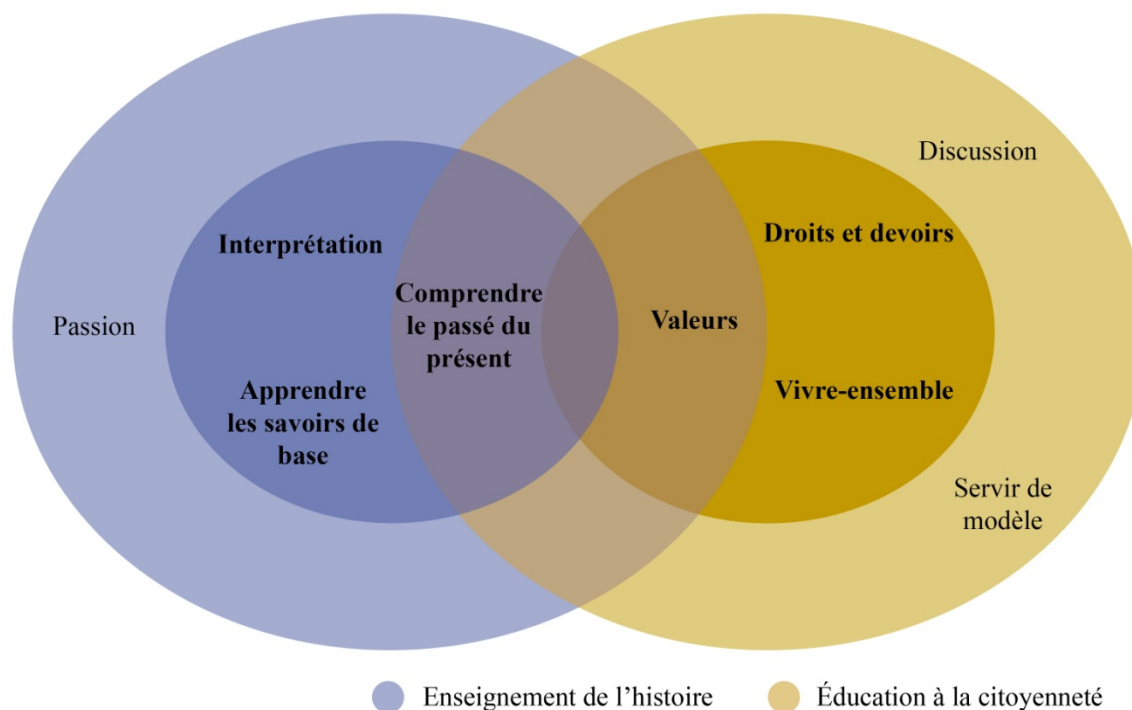 Discussion
Interprétation
Droits et devoirs
Comprendre
le passé du
présent
Passion
Valeurs
Apprendre
les savoirs de
base
Vivre-ensemble
Servir de
modèle
Enseignement de l’histoire
Éducation à la citoyenneté